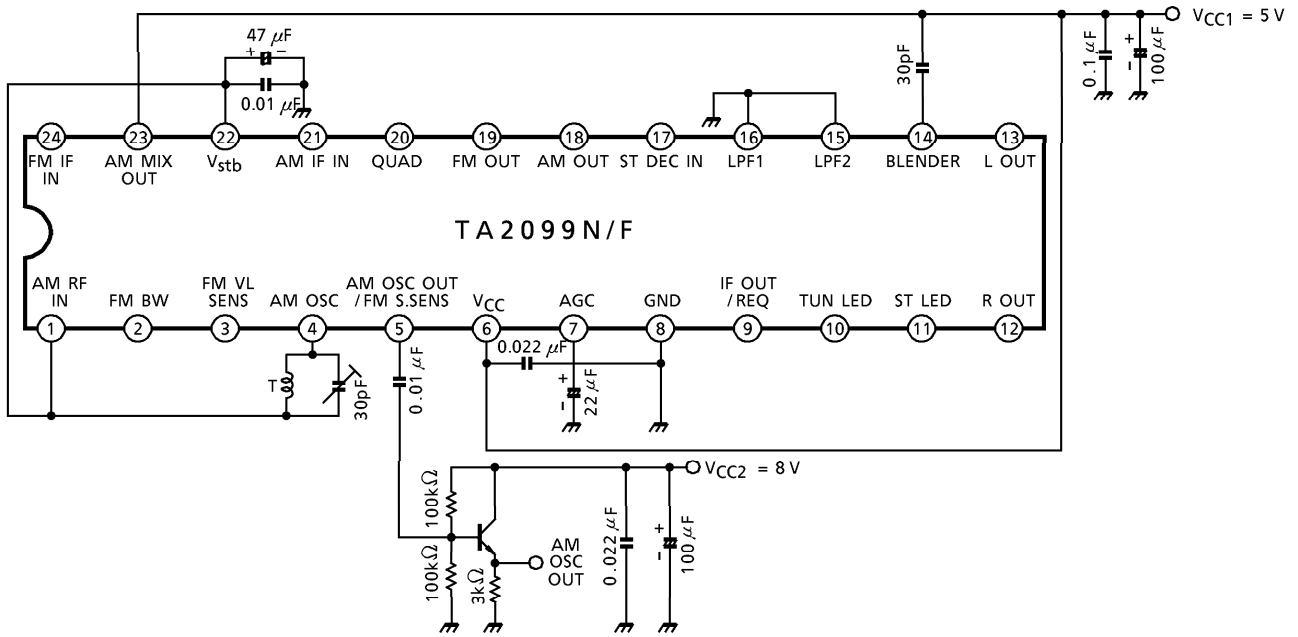 VCC1 = 5 V
47 μF
+ −
0.01 μF
30pF
0.1 μF
+
−
100 μF
24 23 22 21 20 19 18 17 16 15 14 13
FM IF IN
AM MIX OUT
Vstb
AM IF IN
QUAD
FM OUT
AM OUT
ST DEC IN
LPF1
LPF2
BLENDER
L OUT
TA2099N/F
AM RF IN
FM BW
FM VL SENS
AM OSC
AM OSC OUT
/FM S.SENS
VCC
AGC
GND
IF OUT
/REQ
TUN LED
ST LED
R OUT
1 2 3 4 5 6 7 8 9 10 11 12
T
30pF
0.01 μF
0.022 μF
+
−
22 μF
VCC2 = 8 V
100kΩ
100kΩ
3kΩ
AM
OSC
OUT
0.022 μF
+
−
100 μF